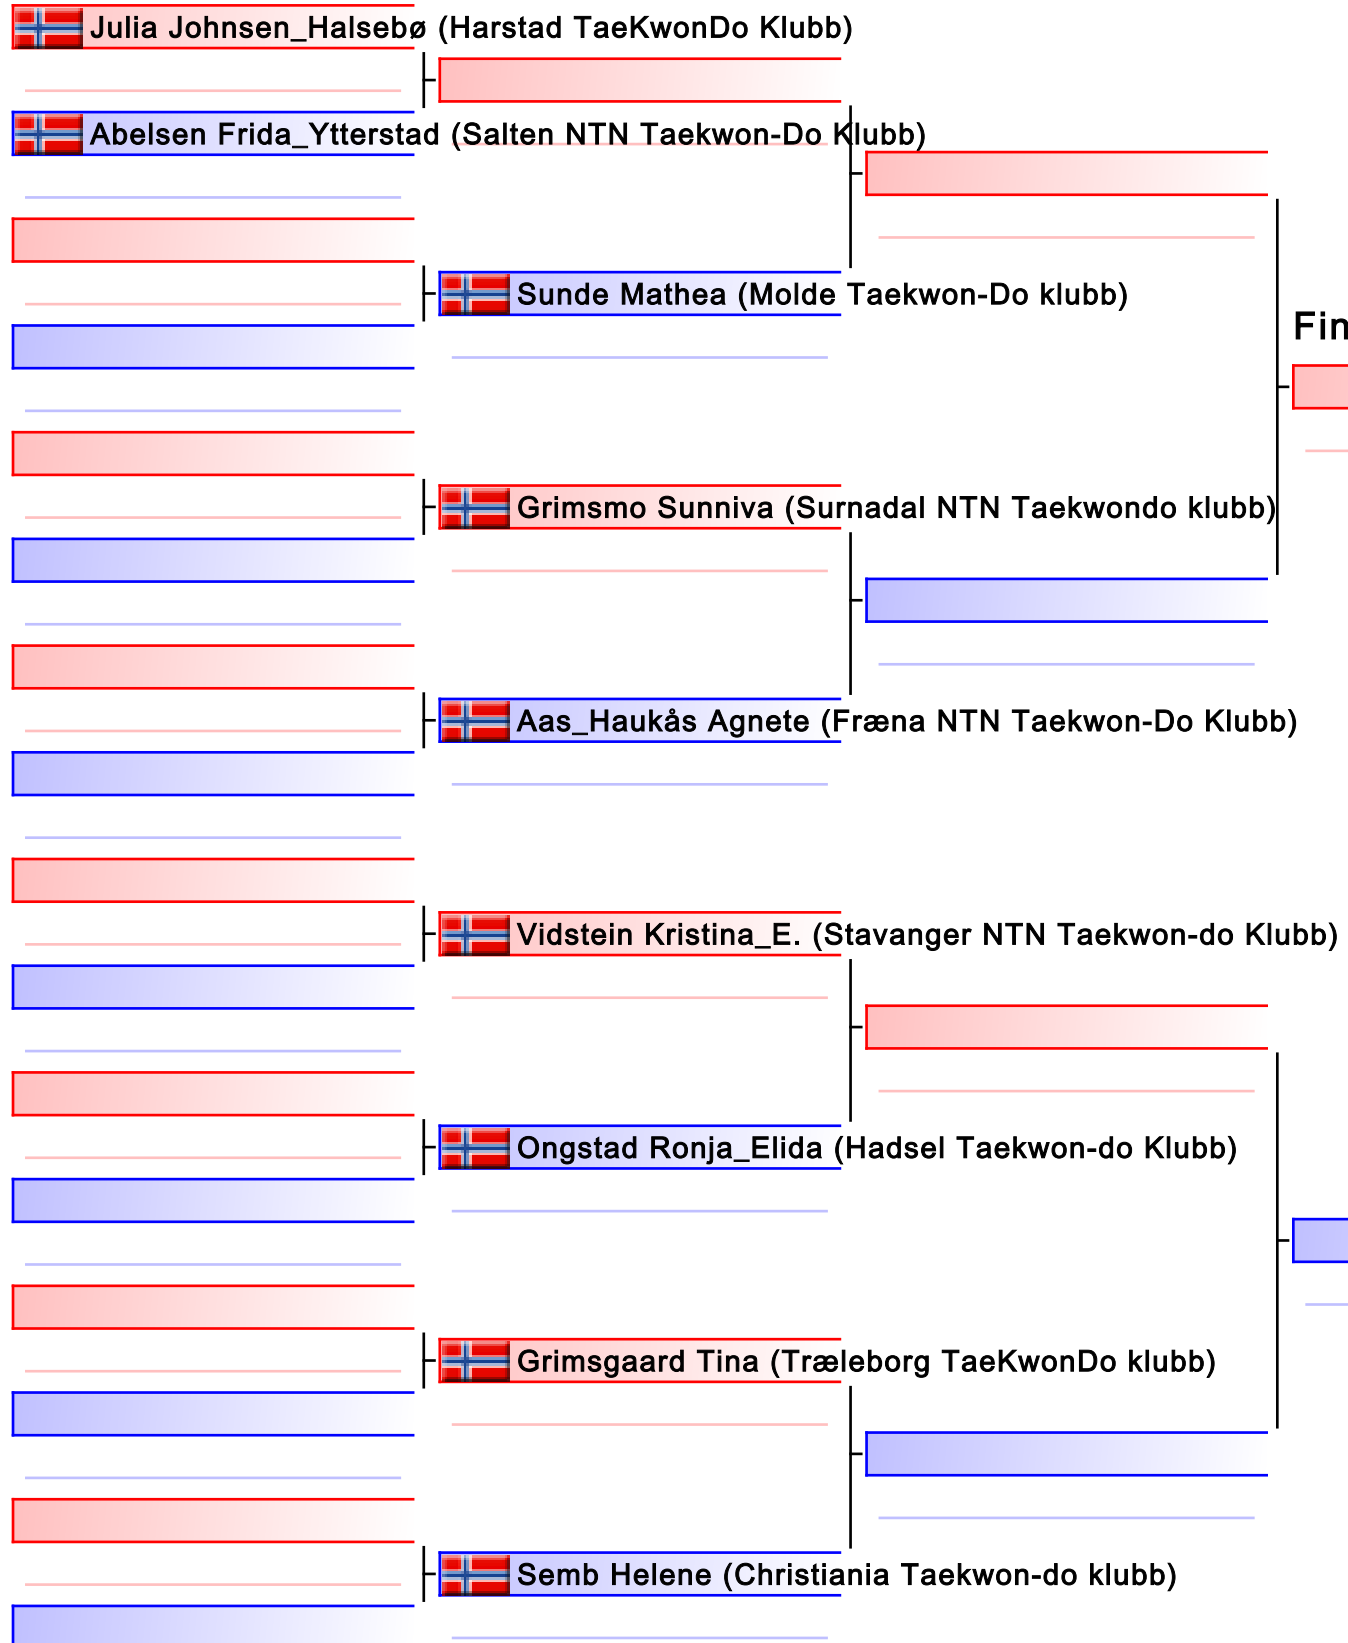 Julia Johnsen_Halsebø (Harstad TaeKwonDo Klubb)
Abelsen Frida_Ytterstad (Salten NTN Taekwon-Do Klubb)
Sunde Mathea (Molde Taekwon-Do klubb)
Fin
Grimsmo Sunniva (Surnadal NTN Taekwondo klubb)
Aas_Haukås Agnete (Fræna NTN Taekwon-Do Klubb)
Vidstein Kristina_E. (Stavanger NTN Taekwon-do Klubb)
Ongstad Ronja_Elida (Hadsel Taekwon-do Klubb)
Grimsgaard Tina (Træleborg TaeKwonDo klubb)
Semb Helene (Christiania Taekwon-do klubb)